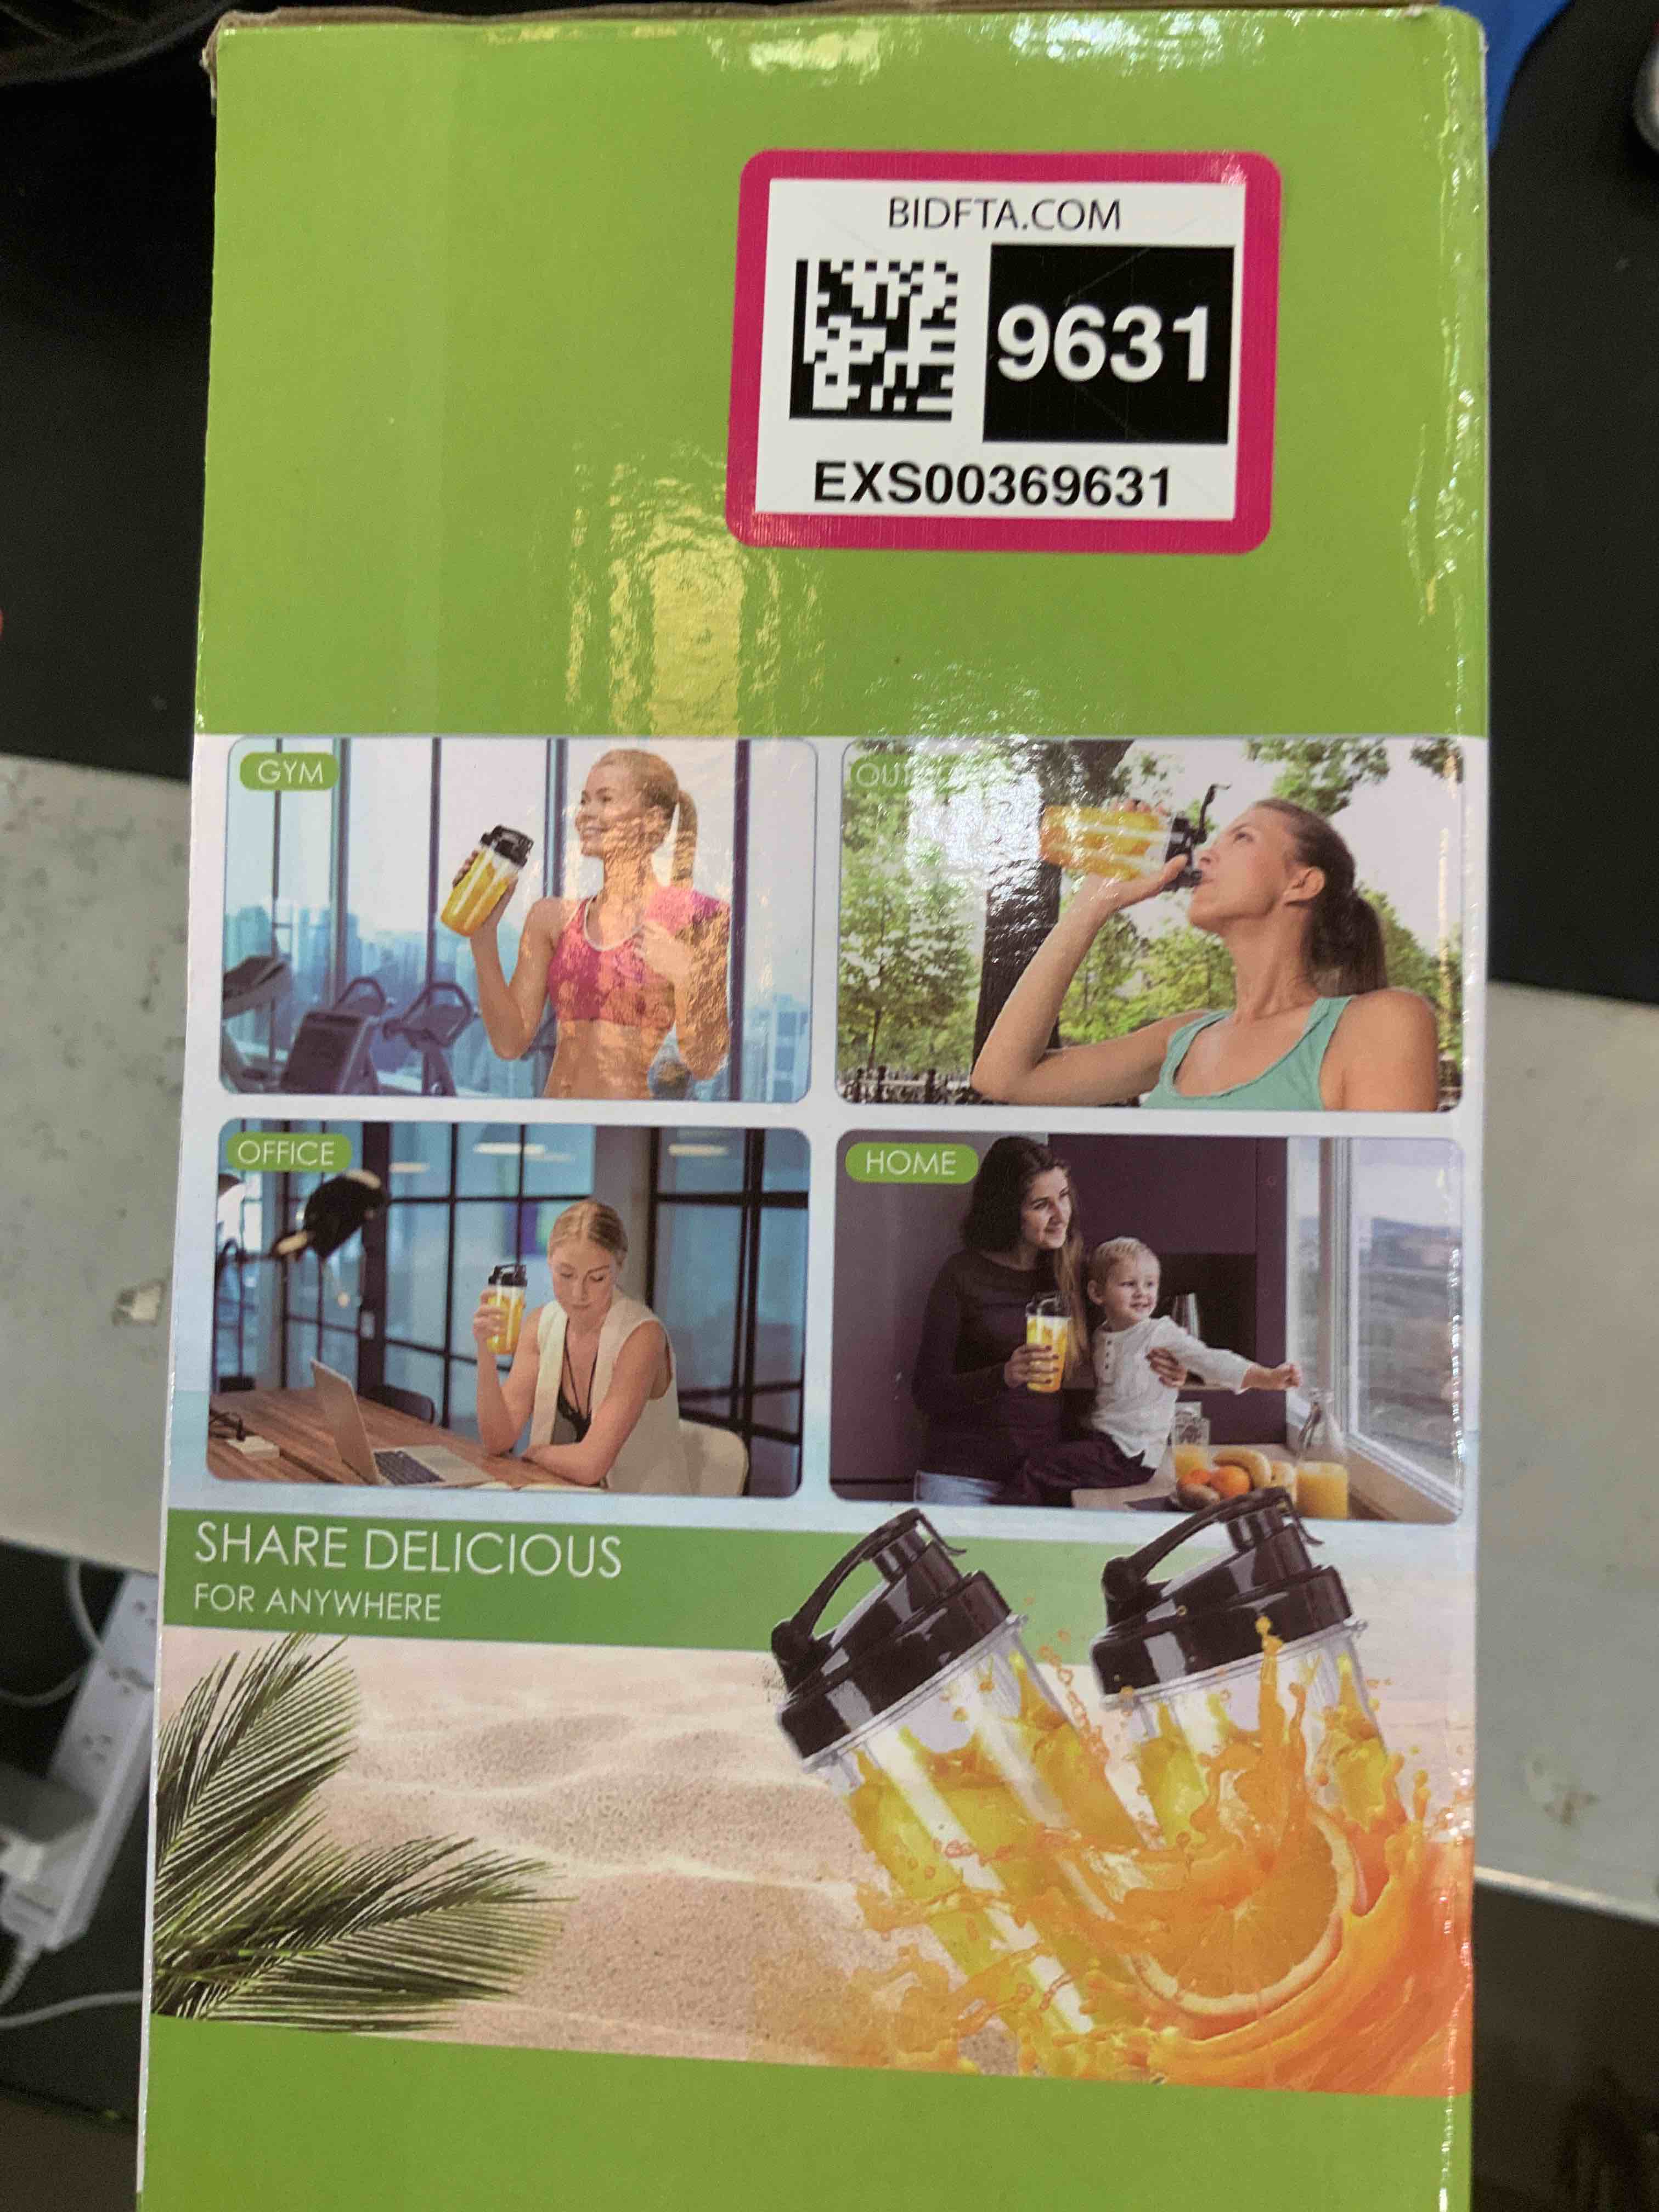 BIDFTA.COM
9631
EXS00369631
GYM
OFFICE
HOME
SHARE DELICIOUS
FOR ANYWHERE